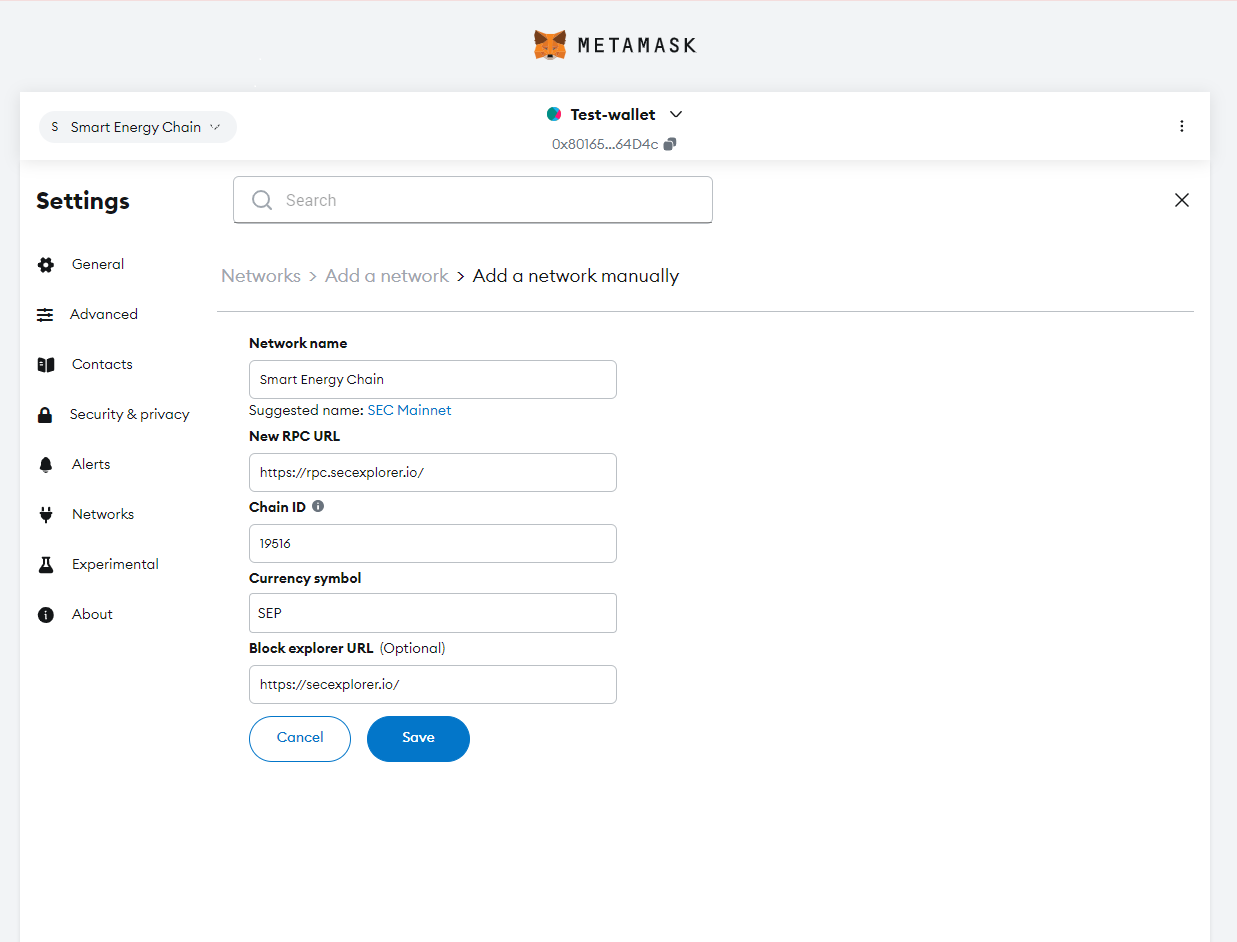 METAMASK
S Smart Energy Chain
Test-wallet
0x80165...64D4c
Settings
Search
General
Advanced
Contacts
Security & privacy
Alerts
Networks
Experimental
About
Networks > Add a network > Add a network manually
Network name
Smart Energy Chain
Suggested name: SEC Mainnet
New RPC URL
https://rpc.secexplorer.io/
Chain ID
19516
Currency symbol
SEP
Block explorer URL (Optional)
https://secexplorer.io/
Cancel Save